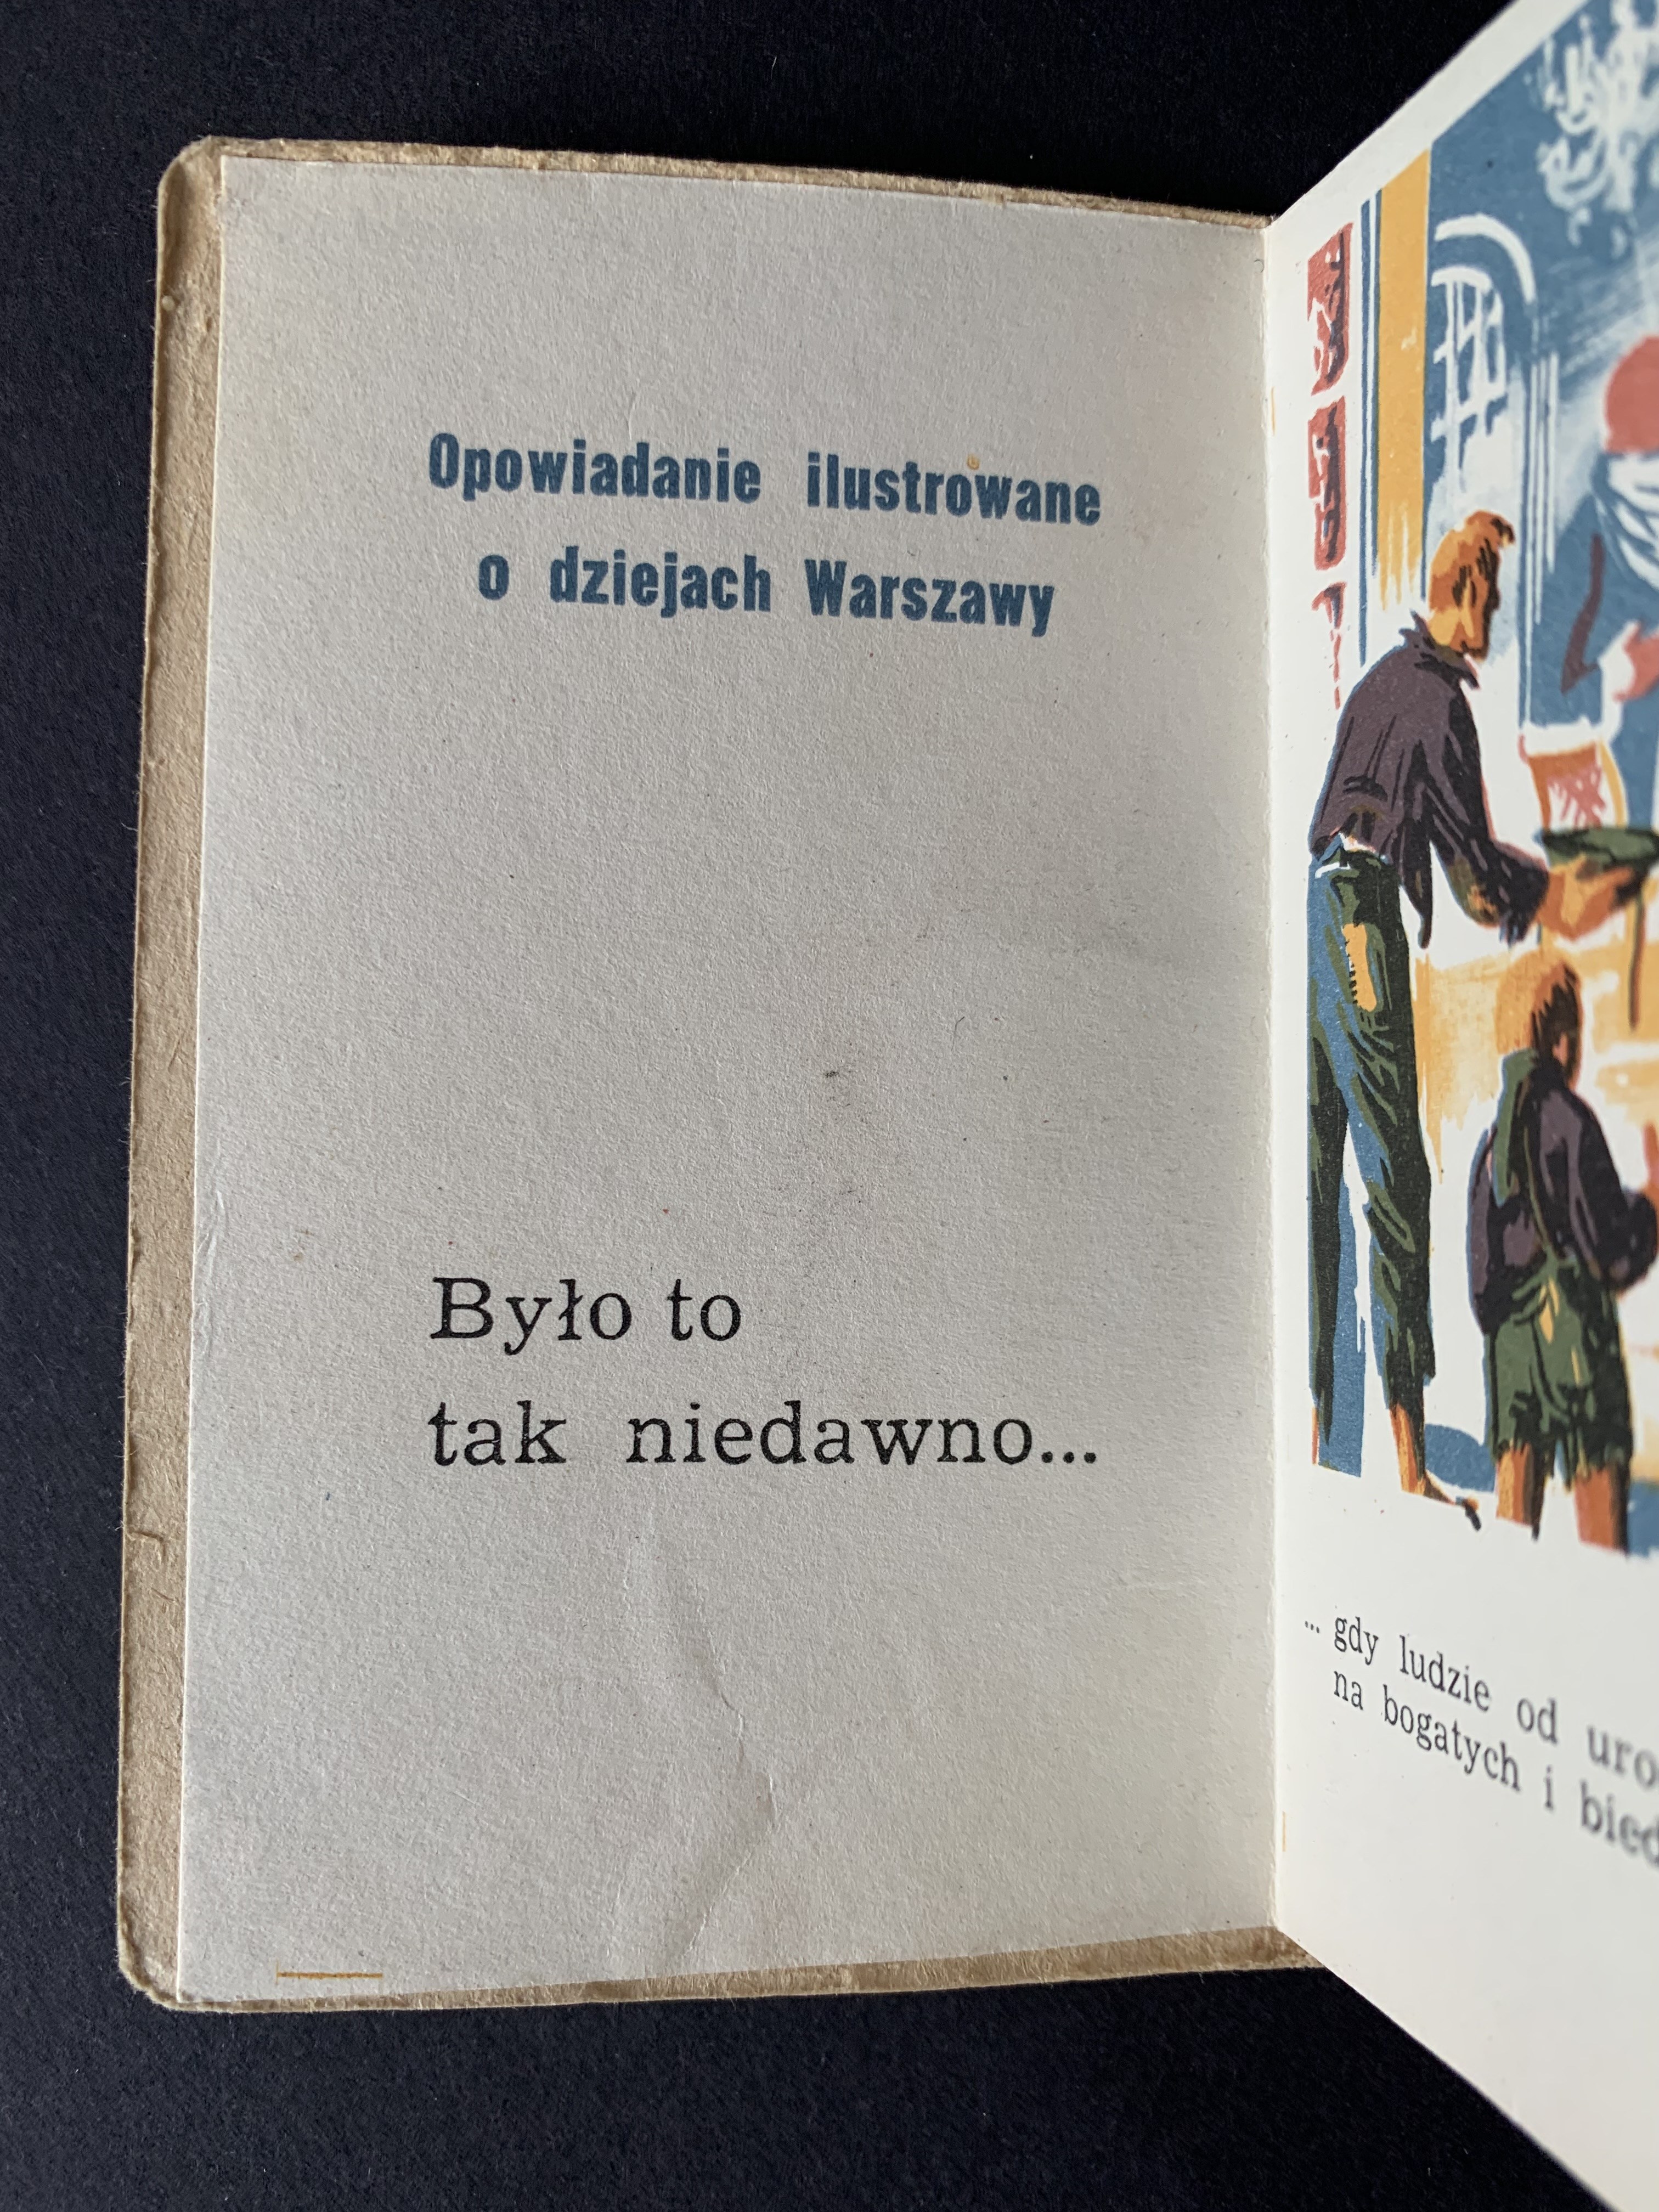 Opowiadanie ilustrowane
o dziejach Warszawy
Było to
tak niedawno...
... gdy ludzie od
na bogatych i